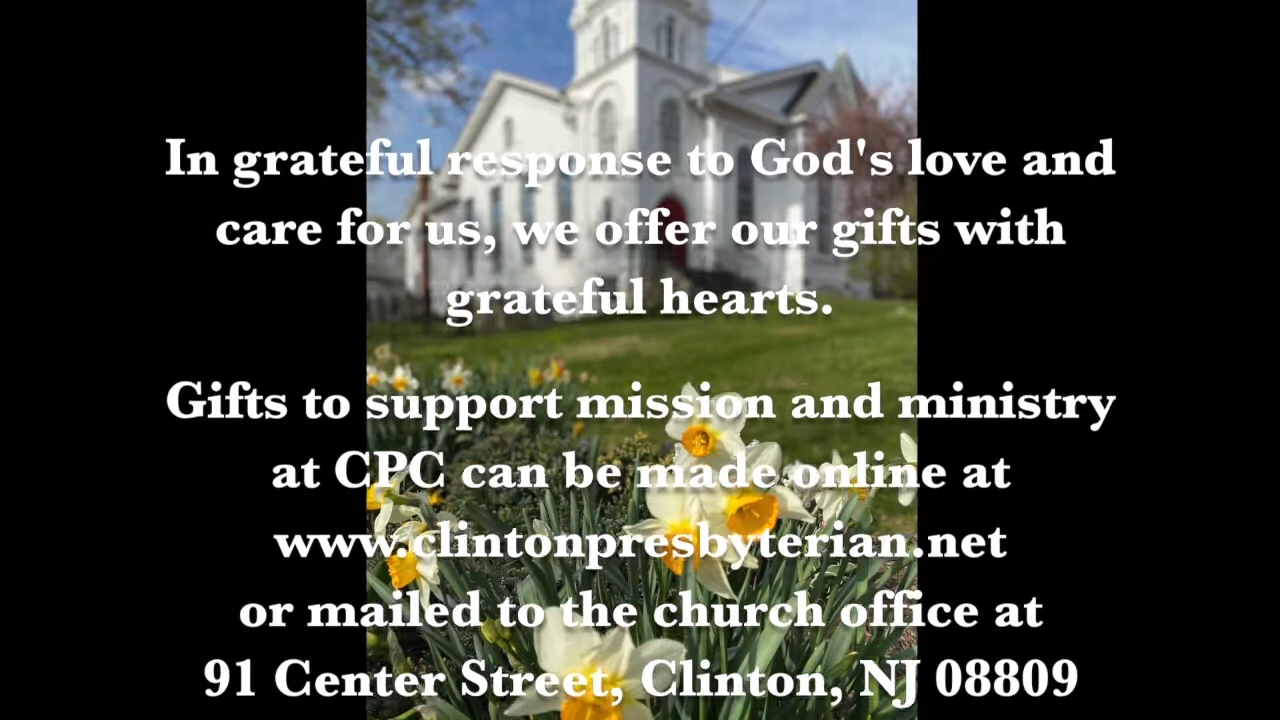 In grateful response to God's love and
care for us, we offer our gifts with
grateful hearts.
Gifts to support mission and ministry
at CPC can be made online at
www.clintonpresbyterian.net
or mailed to the church office at
91 Center Street, Clinton, NJ 08809